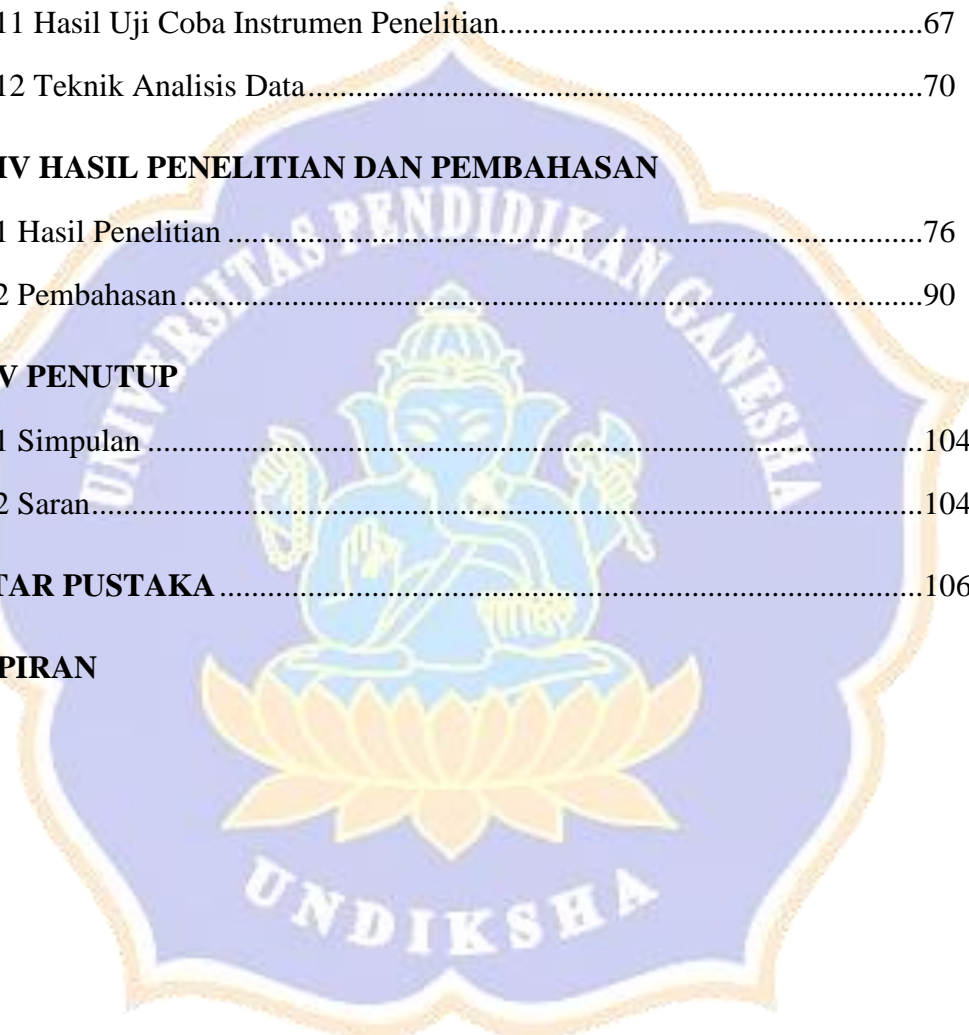 11 Hasil Uji Coba Instrumen Penelitian................................................67
12 Teknik Analisis Data................................................70
IV HASIL PENELITIAN DAN PEMBAHASAN
1 Hasil Penelitian................................................76
2 Pembahasan................................................90
V PENUTUP
1 Simpulan................................................104
2 Saran................................................104
TAR PUSTAKA................................................106
PIRAN
UNIVERSITAS PENDIDIKAN GANESHA
UNDIKSHA